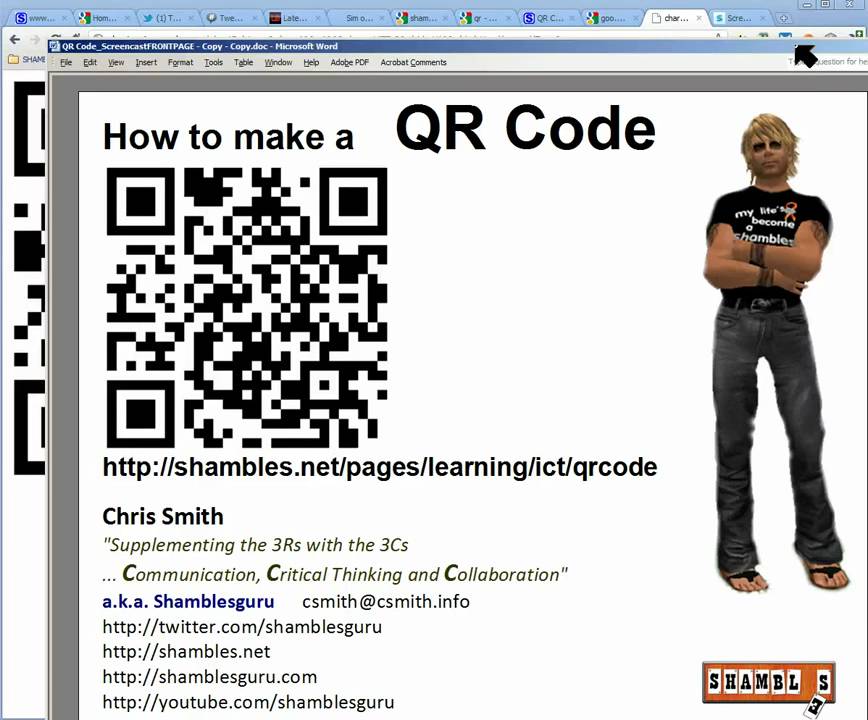 www...
Hom...
(1) T...
Twe...
Late...
Sim o...
sham...
qr - ...
QR C...
goo...
char...
Scre...
QR Code_ScreencastFRONTPAGE - Copy - Copy.doc - Microsoft Word
SHAME
File Edit View Insert Format Tools Table Window Help Adobe PDF Acrobat Comments
question for he
How to make a QR Code
my life's
become
a
shambles
http://shambles.net/pages/learning/ict/qrcode
Chris Smith
"Supplementing the 3Rs with the 3Cs
... Communication, Critical Thinking and Collaboration"
a.k.a. Shamblesguru csmith@csmith.info
http://twitter.com/shamblesguru
http://shambles.net
http://shamblesguru.com
http://youtube.com/shamblesguru
SHAMBLES